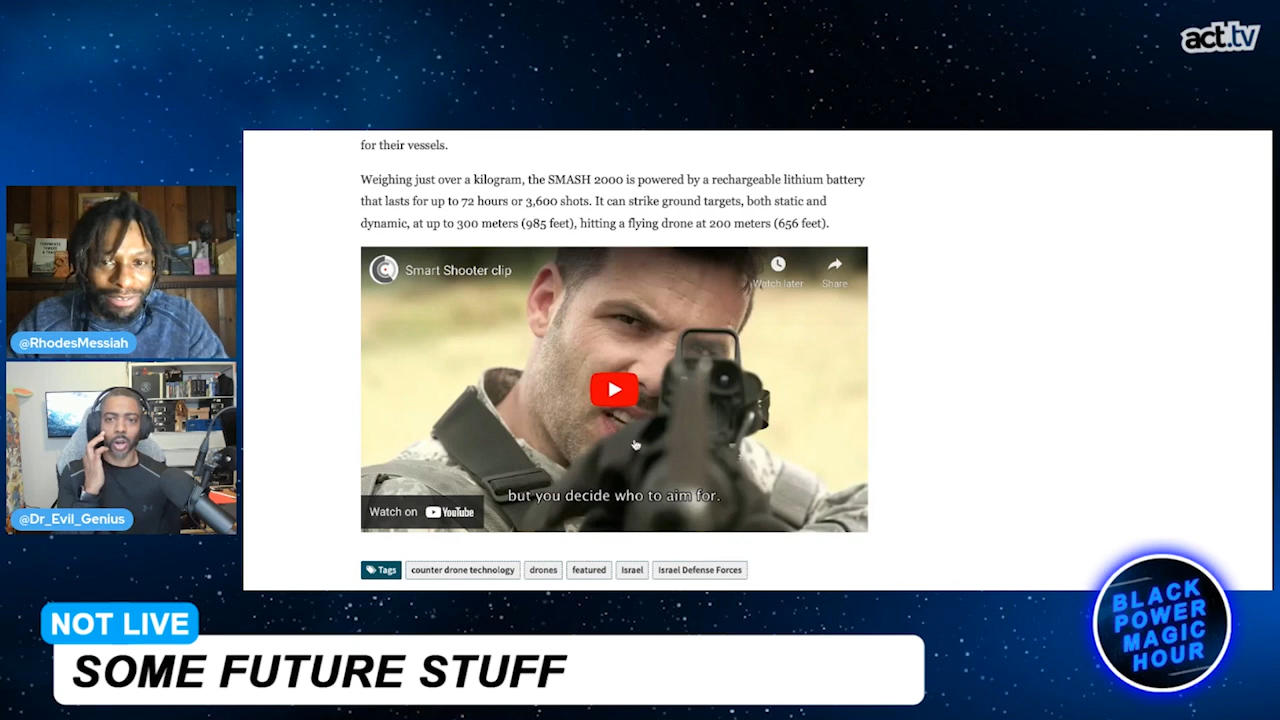 act.tv
for their vessels.
Weighing just over a kilogram, the SMASH 2000 is powered by a rechargeable lithium battery
that lasts for up to 72 hours or 3,600 shots. It can strike ground targets, both static and
dynamic, at up to 300 meters (985 feet), hitting a flying drone at 200 meters (656 feet).
Smart Shooter clip
Watch later
Share
but you decide who to aim for.
Watch on YouTube
Tags
counter drone technology
drones
featured
Israel
Israel Defense Forces
@RhodesMessiah
@Dr_Evil_Genius
NOT LIVE
SOME FUTURE STUFF
BLACK
POWER
MAGIC
HOUR